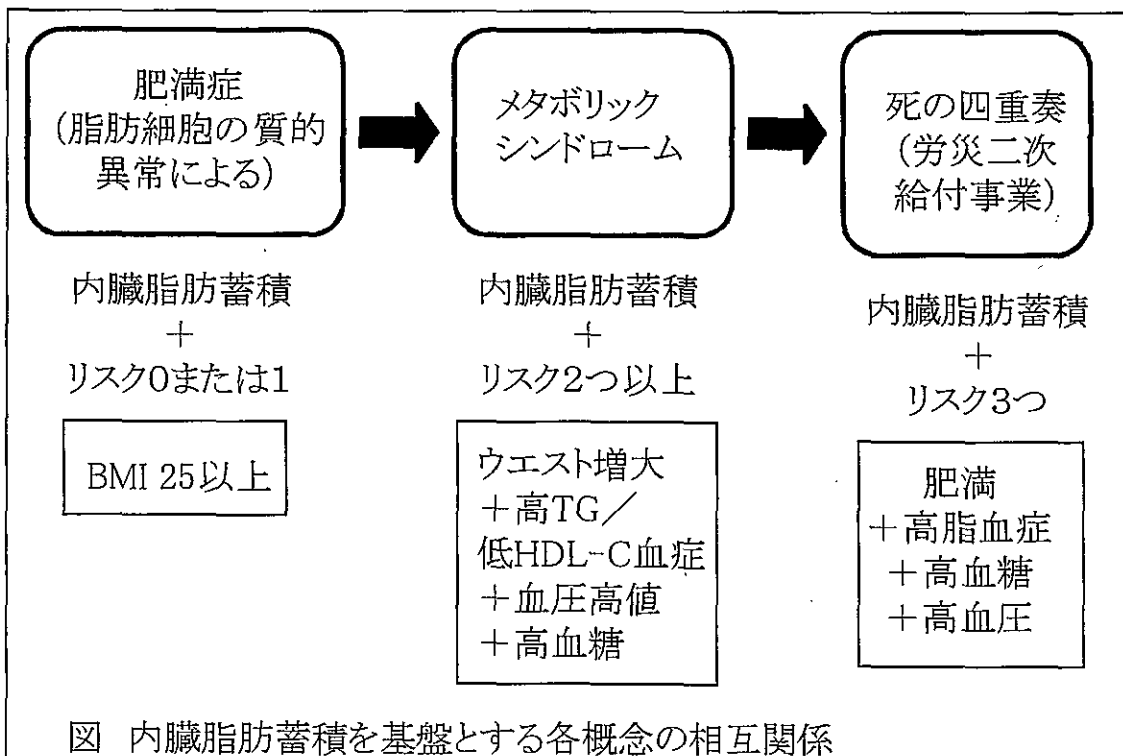 肥満症
(脂肪細胞の質的
異常による)
メタボリック
シンドローム
死の四重奏
(労災二次
給付事業)
内臓脂肪蓄積
＋
リスク0または1
内臓脂肪蓄積
＋
リスク2つ以上
内臓脂肪蓄積
＋
リスク3つ
BMI 25以上
ウエスト増大
＋高TG／
低HDL-C血症
＋血圧高値
＋高血糖
肥満
＋高脂血症
＋高血糖
＋高血圧
図　内臓脂肪蓄積を基盤とする各概念の相互関係